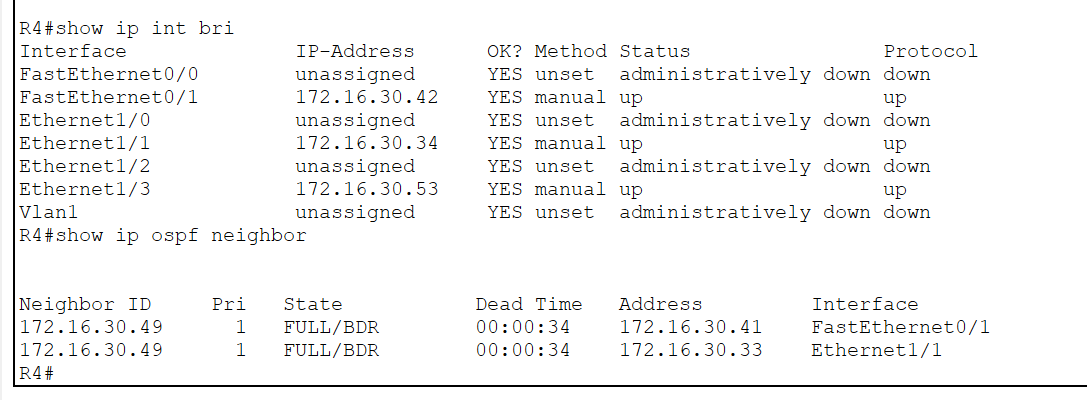 R4#show ip int bri
Interface IP-Address OK? Method Status Protocol
FastEthernet0/0 unassigned YES unset administratively down down
FastEthernet0/1 172.16.30.42 YES manual up up
Ethernet1/0 unassigned YES unset administratively down down
Ethernet1/1 172.16.30.34 YES manual up up
Ethernet1/2 unassigned YES unset administratively down down
Ethernet1/3 172.16.30.53 YES manual up up
Vlan1 unassigned YES unset administratively down down
R4#show ip ospf neighbor
Neighbor ID Pri State Dead Time Address Interface
172.16.30.49 1 FULL/BDR 00:00:34 172.16.30.41 FastEthernet0/1
172.16.30.49 1 FULL/BDR 00:00:34 172.16.30.33 Ethernet1/1
R4#